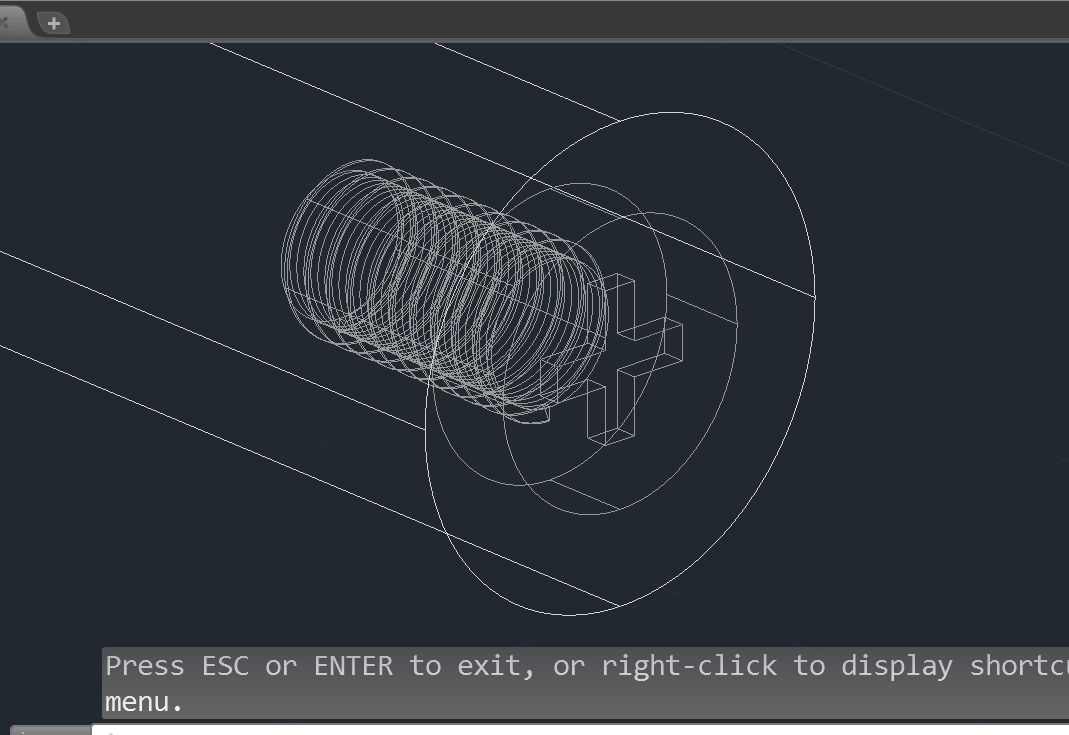 Press ESC or ENTER to exit, or right-click to display
menu.